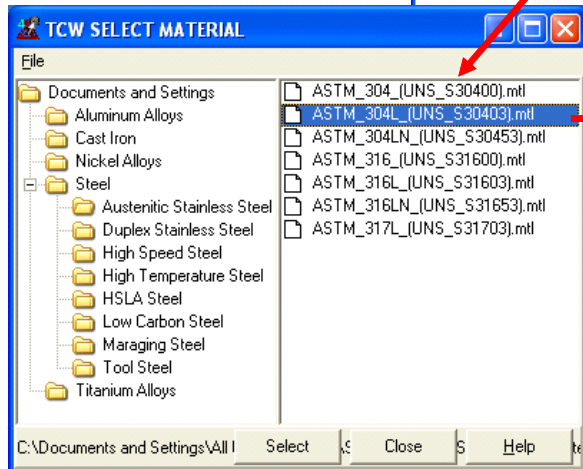 TCW SELECT MATERIAL
File
Documents and Settings
Aluminum Alloys
Cast Iron
Nickel Alloys
Steel
Austenitic Stainless Steel
Duplex Stainless Steel
High Speed Steel
High Temperature Steel
HSLA Steel
Low Carbon Steel
Maraging Steel
Tool Steel
Titanium Alloys
ASTM_304_(UNS_S30400).mtl
ASTM_304L_(UNS_S30403).mtl
ASTM_304LN_(UNS_S30453).mtl
ASTM_316_(UNS_S31600).mtl
ASTM_316L_(UNS_S31603).mtl
ASTM_316LN_(UNS_S31653).mtl
ASTM_317L_(UNS_S31703).mtl
C:\Documents and Settings\All Select Close Help